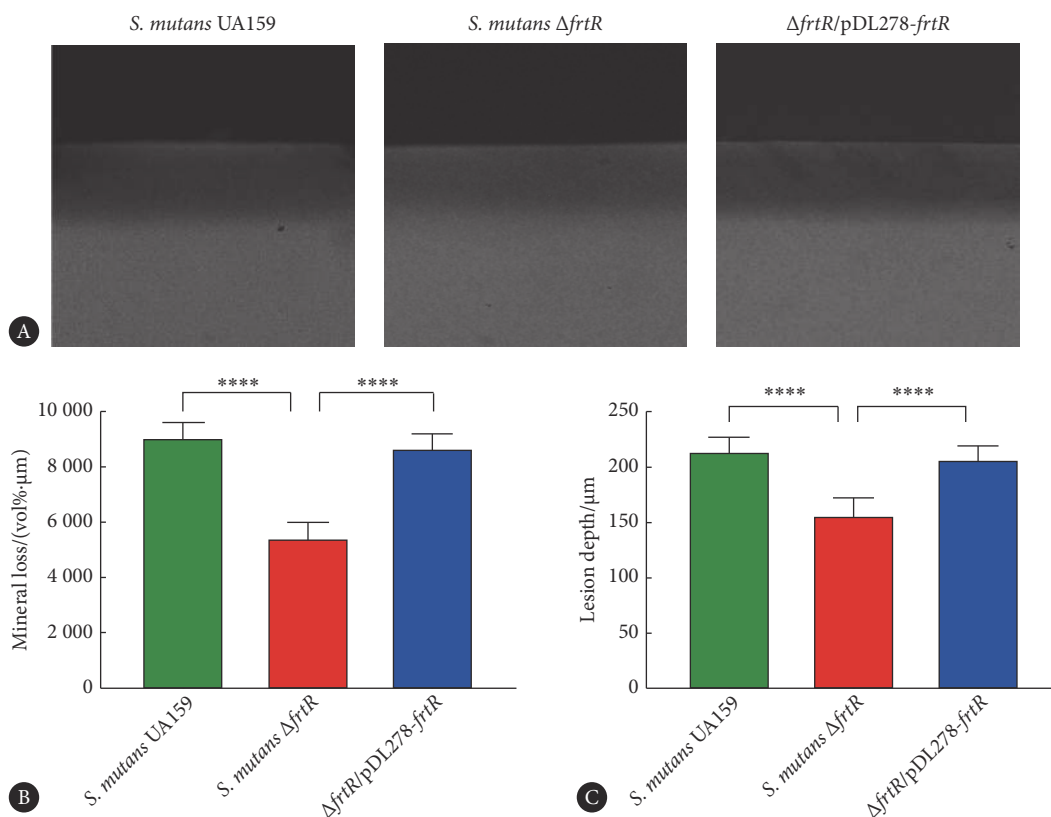 S. mutans UA159
S. mutans ΔfrtR
ΔfrtR/pDL278-frtR
A
****
****
10 000
8 000
6 000
4 000
2 000
0
Mineral loss/(vol%·μm)
S. mutans UA159
S. mutans ΔfrtR
ΔfrtR/pDL278-frtR
B
****
****
250
200
150
100
50
0
Lesion depth/μm
S. mutans UA159
S. mutans ΔfrtR
ΔfrtR/pDL278-frtR
C